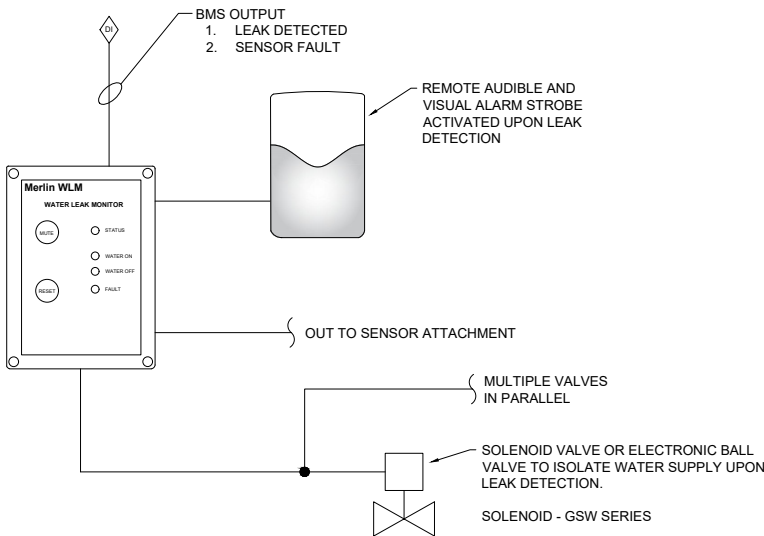 DI
BMS OUTPUT
1. LEAK DETECTED
2. SENSOR FAULT
REMOTE AUDIBLE AND
VISUAL ALARM STROBE
ACTIVATED UPON LEAK
DETECTION
Merlin WLM
WATER LEAK MONITOR
MUTE
STATUS
WATER ON
WATER OFF
RESET
FAULT
OUT TO SENSOR ATTACHMENT
MULTIPLE VALVES
IN PARALLEL
SOLENOID VALVE OR ELECTRONIC BALL
VALVE TO ISOLATE WATER SUPPLY UPON
LEAK DETECTION.
SOLENOID - GSW SERIES